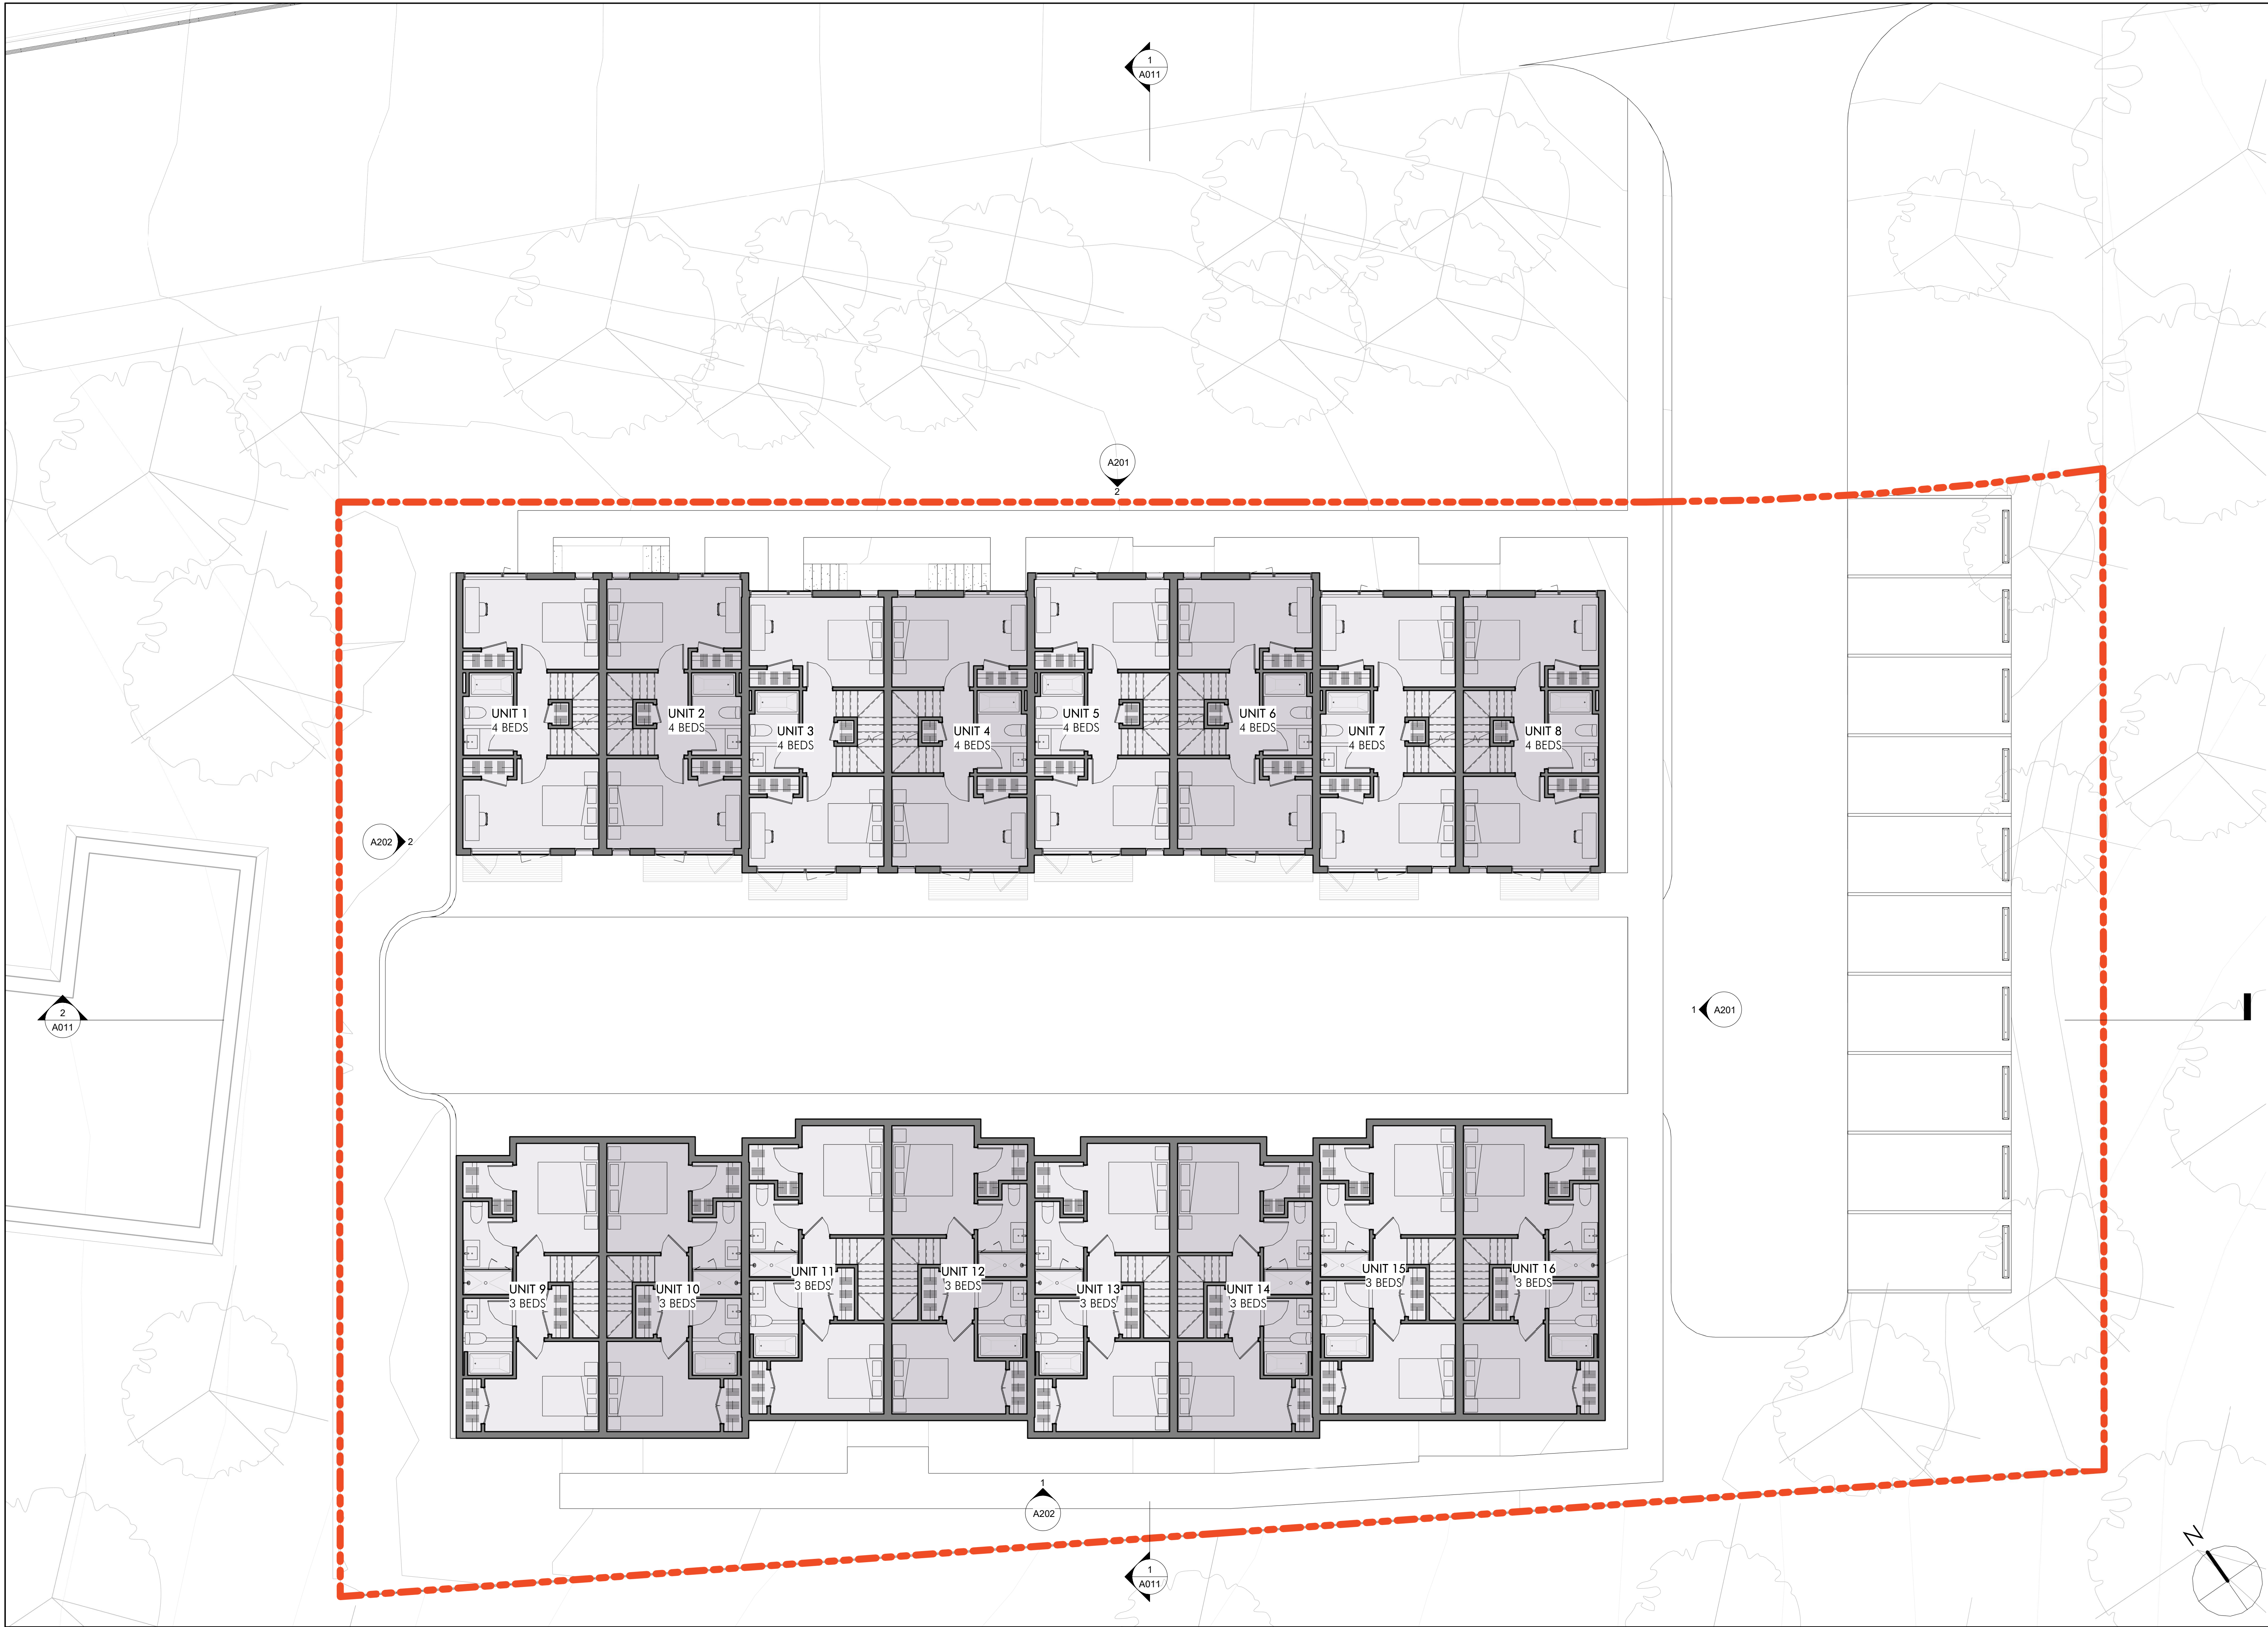 1
A011
A201
2
UNIT 1
4 BEDS
UNIT 2
4 BEDS
UNIT 3
4 BEDS
UNIT 4
4 BEDS
UNIT 5
4 BEDS
UNIT 6
4 BEDS
UNIT 7
4 BEDS
UNIT 8
4 BEDS
A202 2
2
A011
1 A201
UNIT 9
3 BEDS
UNIT 10
3 BEDS
UNIT 11
3 BEDS
UNIT 12
3 BEDS
UNIT 13
3 BEDS
UNIT 14
3 BEDS
UNIT 15
3 BEDS
UNIT 16
3 BEDS
1
A202
1
A011
N